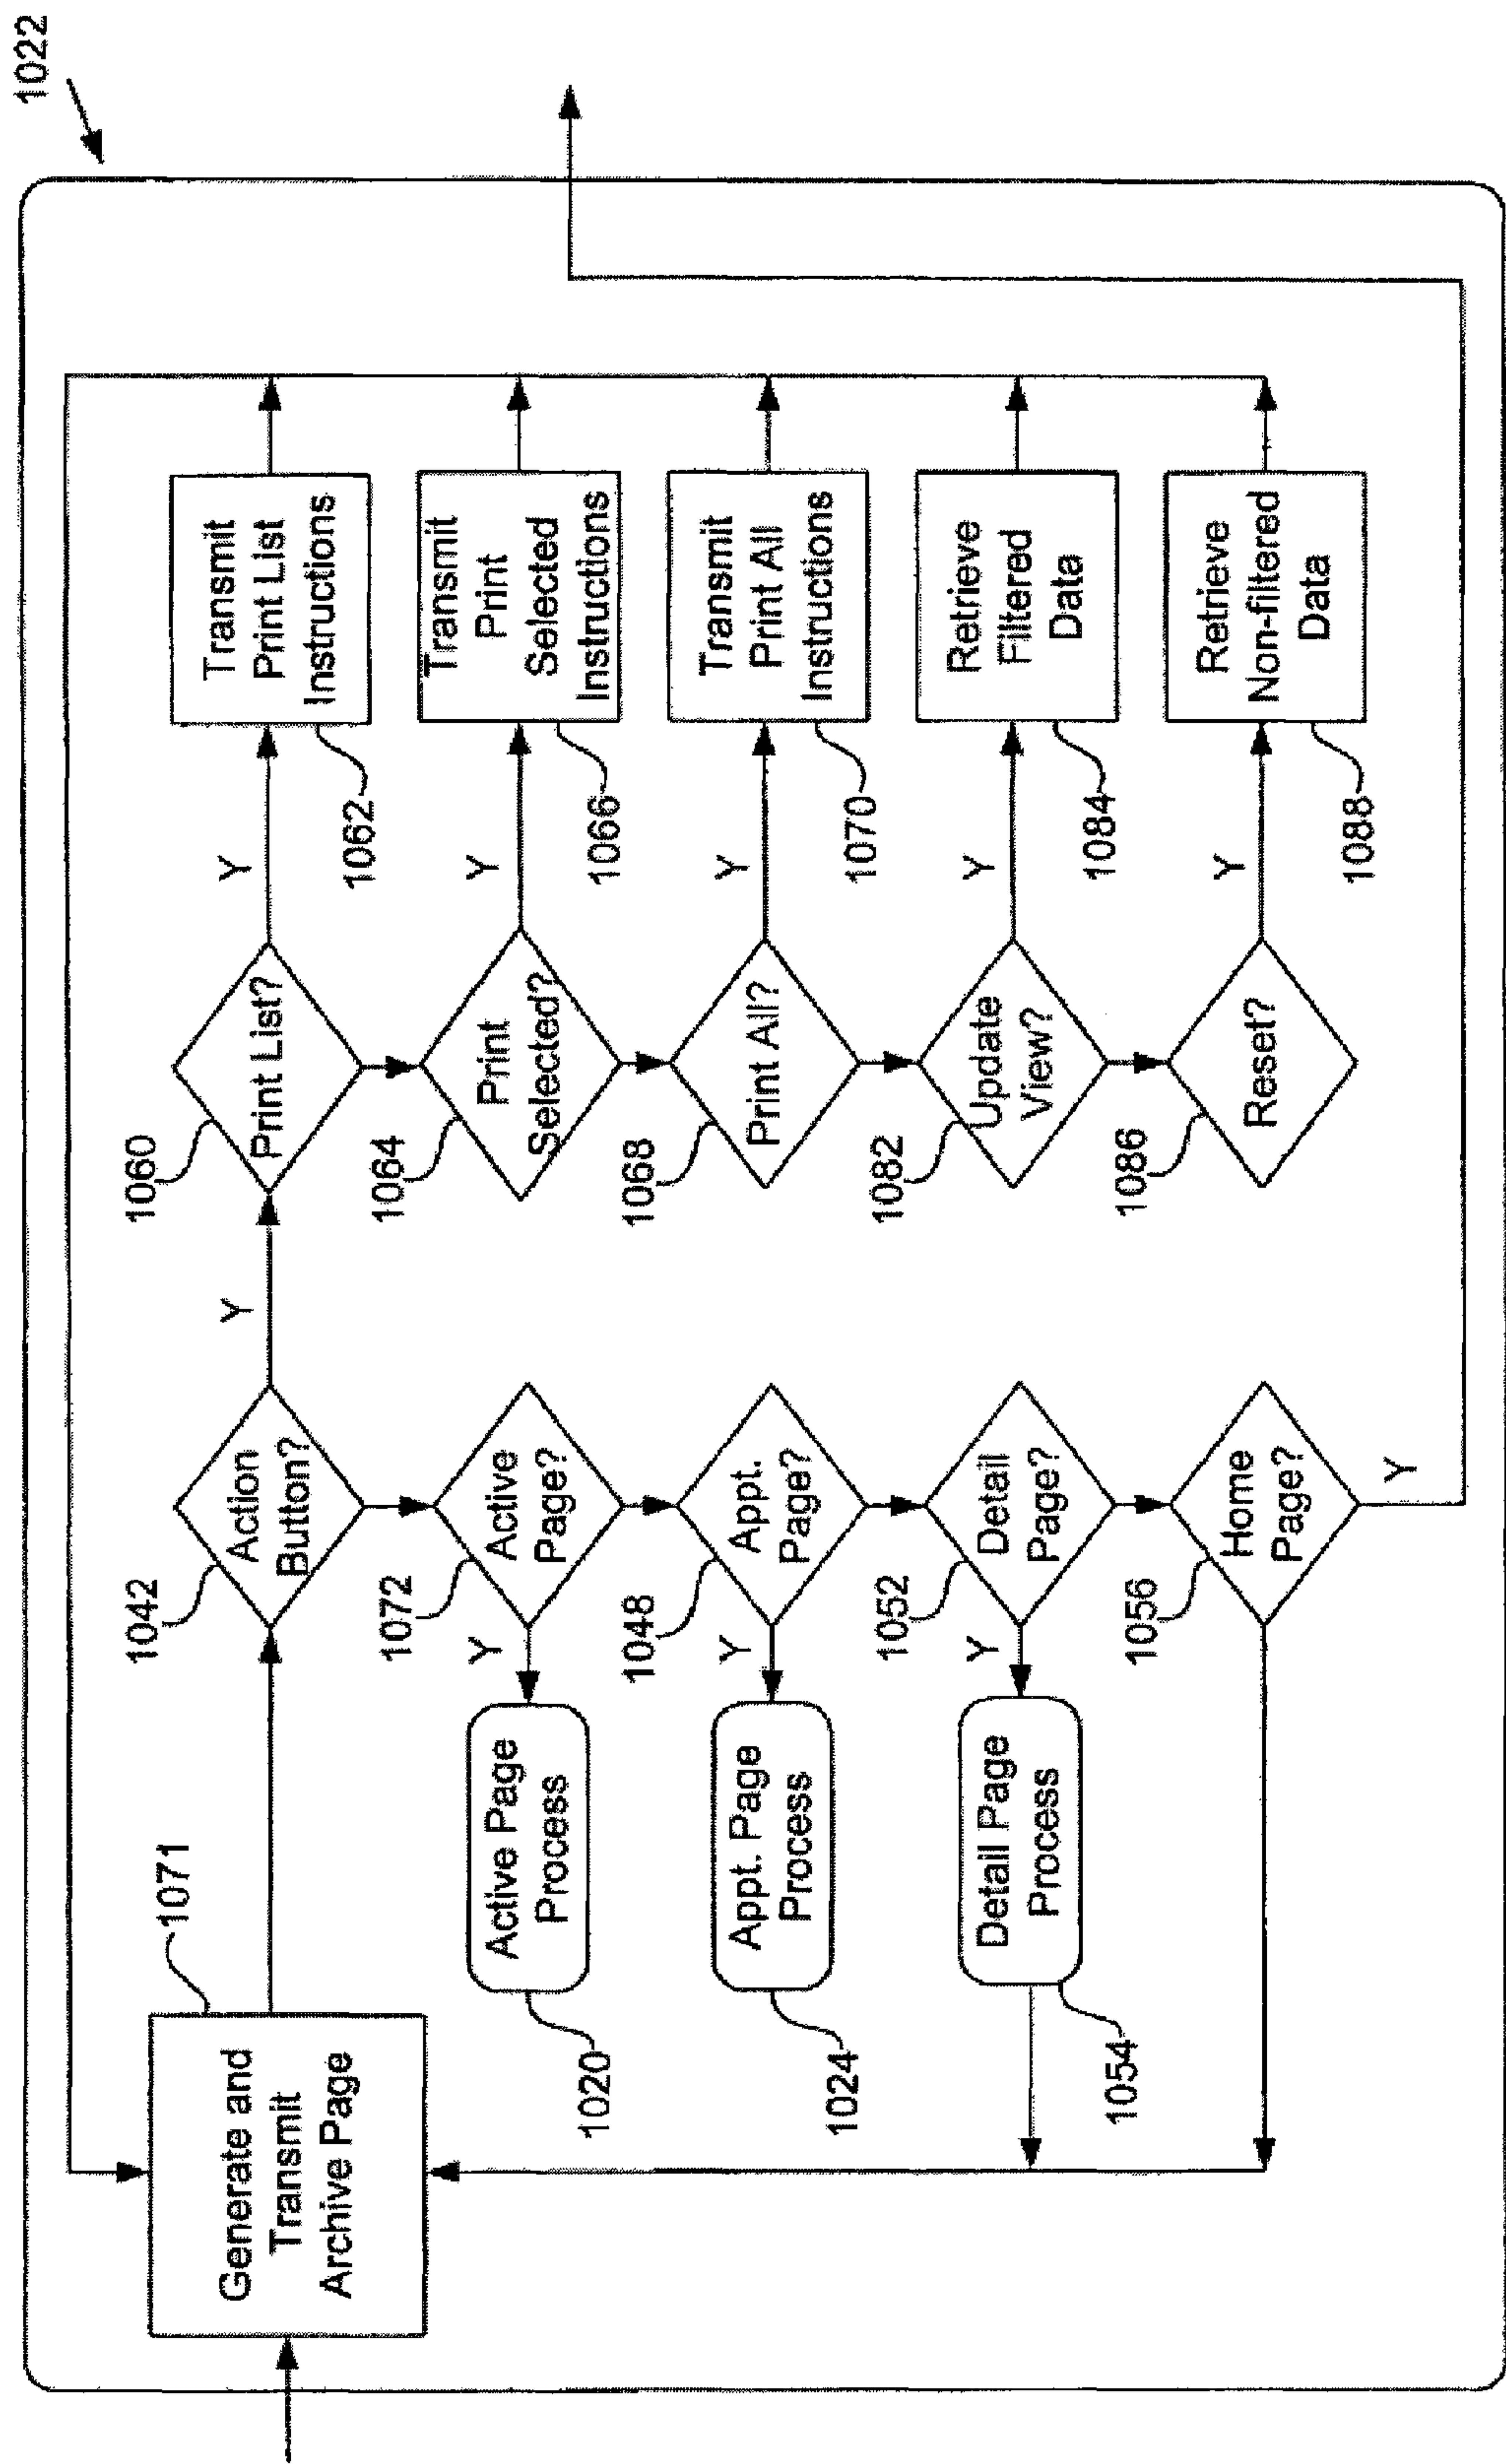 1022
Generate and
Transmit
Archive Page
1071
1042
Action
Button?
Y
1060
Print List?
Y
Transmit
Print List
Instructions
1062
1072
Active
Page?
Y
Active Page
Process
1020
1064
Print
Selected?
Y
Transmit
Print
Selected
Instructions
1066
1048
Appt.
Page?
Y
Appt. Page
Process
1024
1068
Print All?
Y
Transmit
Print All
Instructions
1070
1052
Detail
Page?
Y
Detail Page
Process
1054
1082
Update
View?
Y
Retrieve
Filtered
Data
1084
1056
Home
Page?
Y
1086
Reset?
Y
Retrieve
Non-filtered
Data
1088